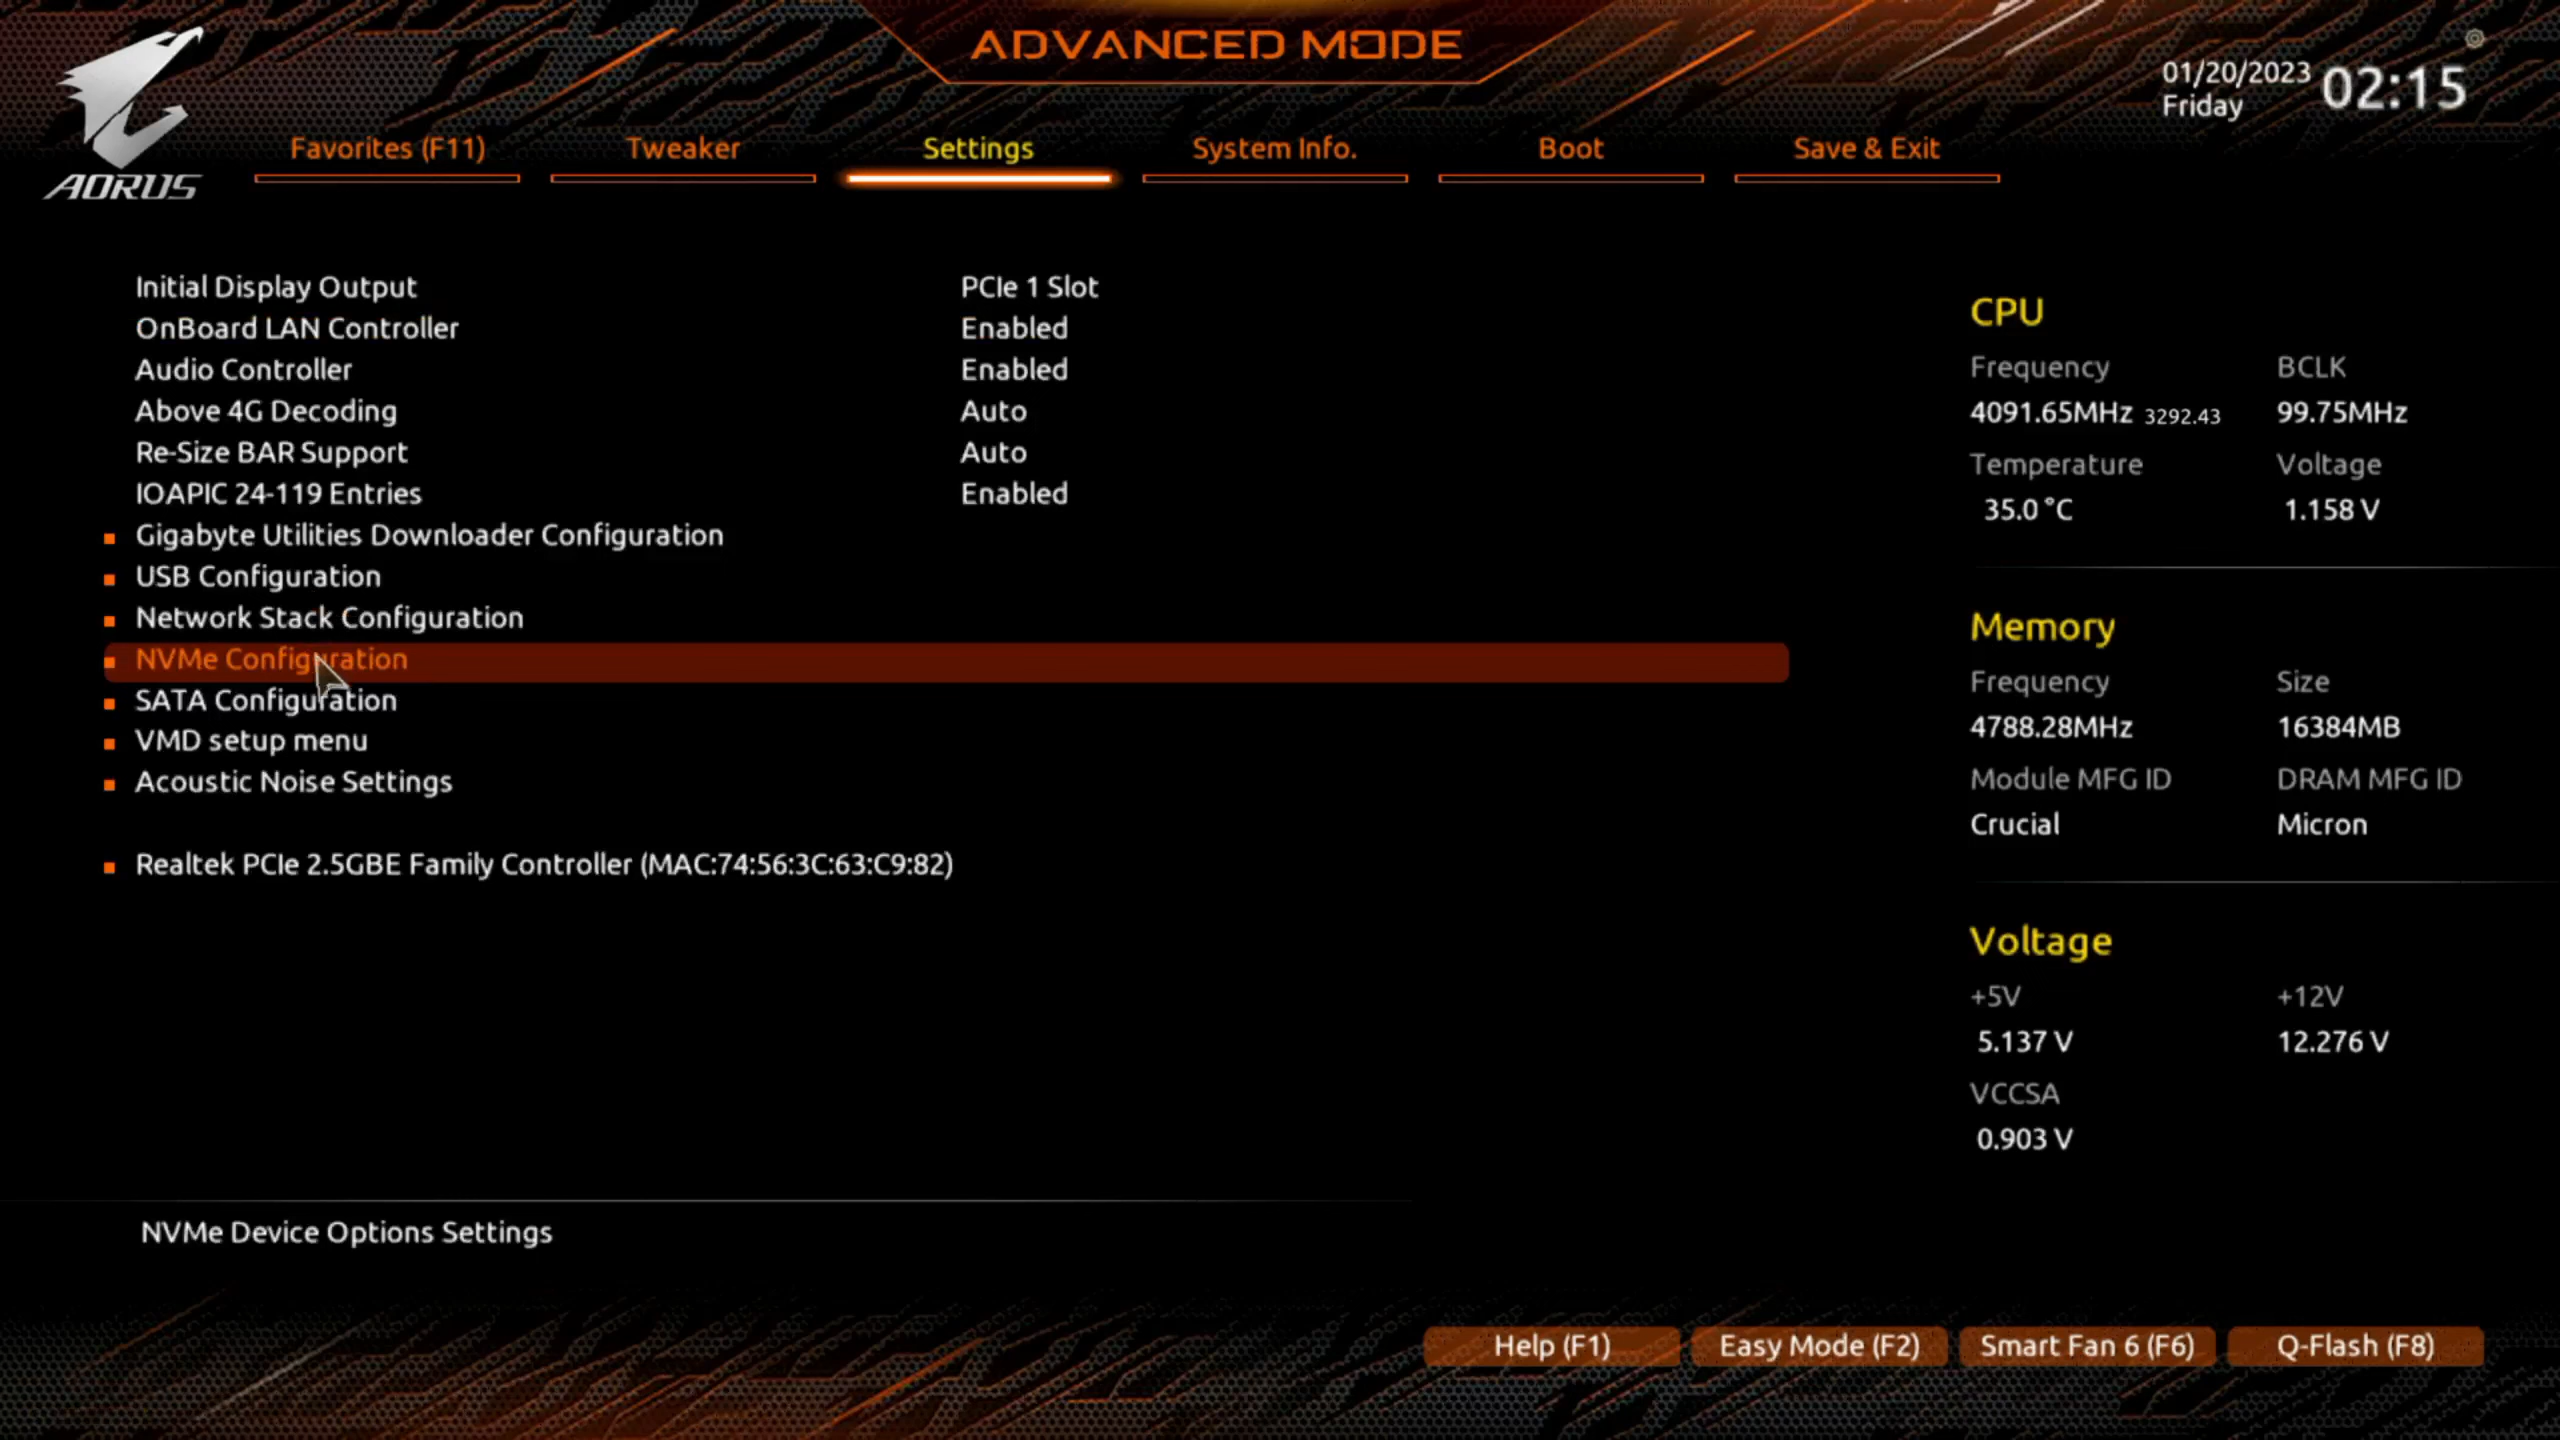 ADVANCED MODE
AORUS
01/20/2023
Friday
02:15
Favorites (F11)
Tweaker
Settings
System Info.
Boot
Save & Exit
Initial Display Output PCIe 1 Slot
OnBoard LAN Controller Enabled
Audio Controller Enabled
Above 4G Decoding Auto
Re-Size BAR Support Auto
IOAPIC 24-119 Entries Enabled
Gigabyte Utilities Downloader Configuration
USB Configuration
Network Stack Configuration
NVMe Configuration
SATA Configuration
VMD setup menu
Acoustic Noise Settings
Realtek PCIe 2.5GBE Family Controller (MAC:74:56:3C:63:C9:82)
CPU
Frequency BCLK
4091.65MHz 3292.43 99.75MHz
Temperature Voltage
35.0 °C 1.158 V
Memory
Frequency Size
4788.28MHz 16384MB
Module MFG ID DRAM MFG ID
Crucial Micron
Voltage
+5V +12V
5.137 V 12.276 V
VCCSA
0.903 V
NVMe Device Options Settings
Help (F1)
Easy Mode (F2)
Smart Fan 6 (F6)
Q-Flash (F8)